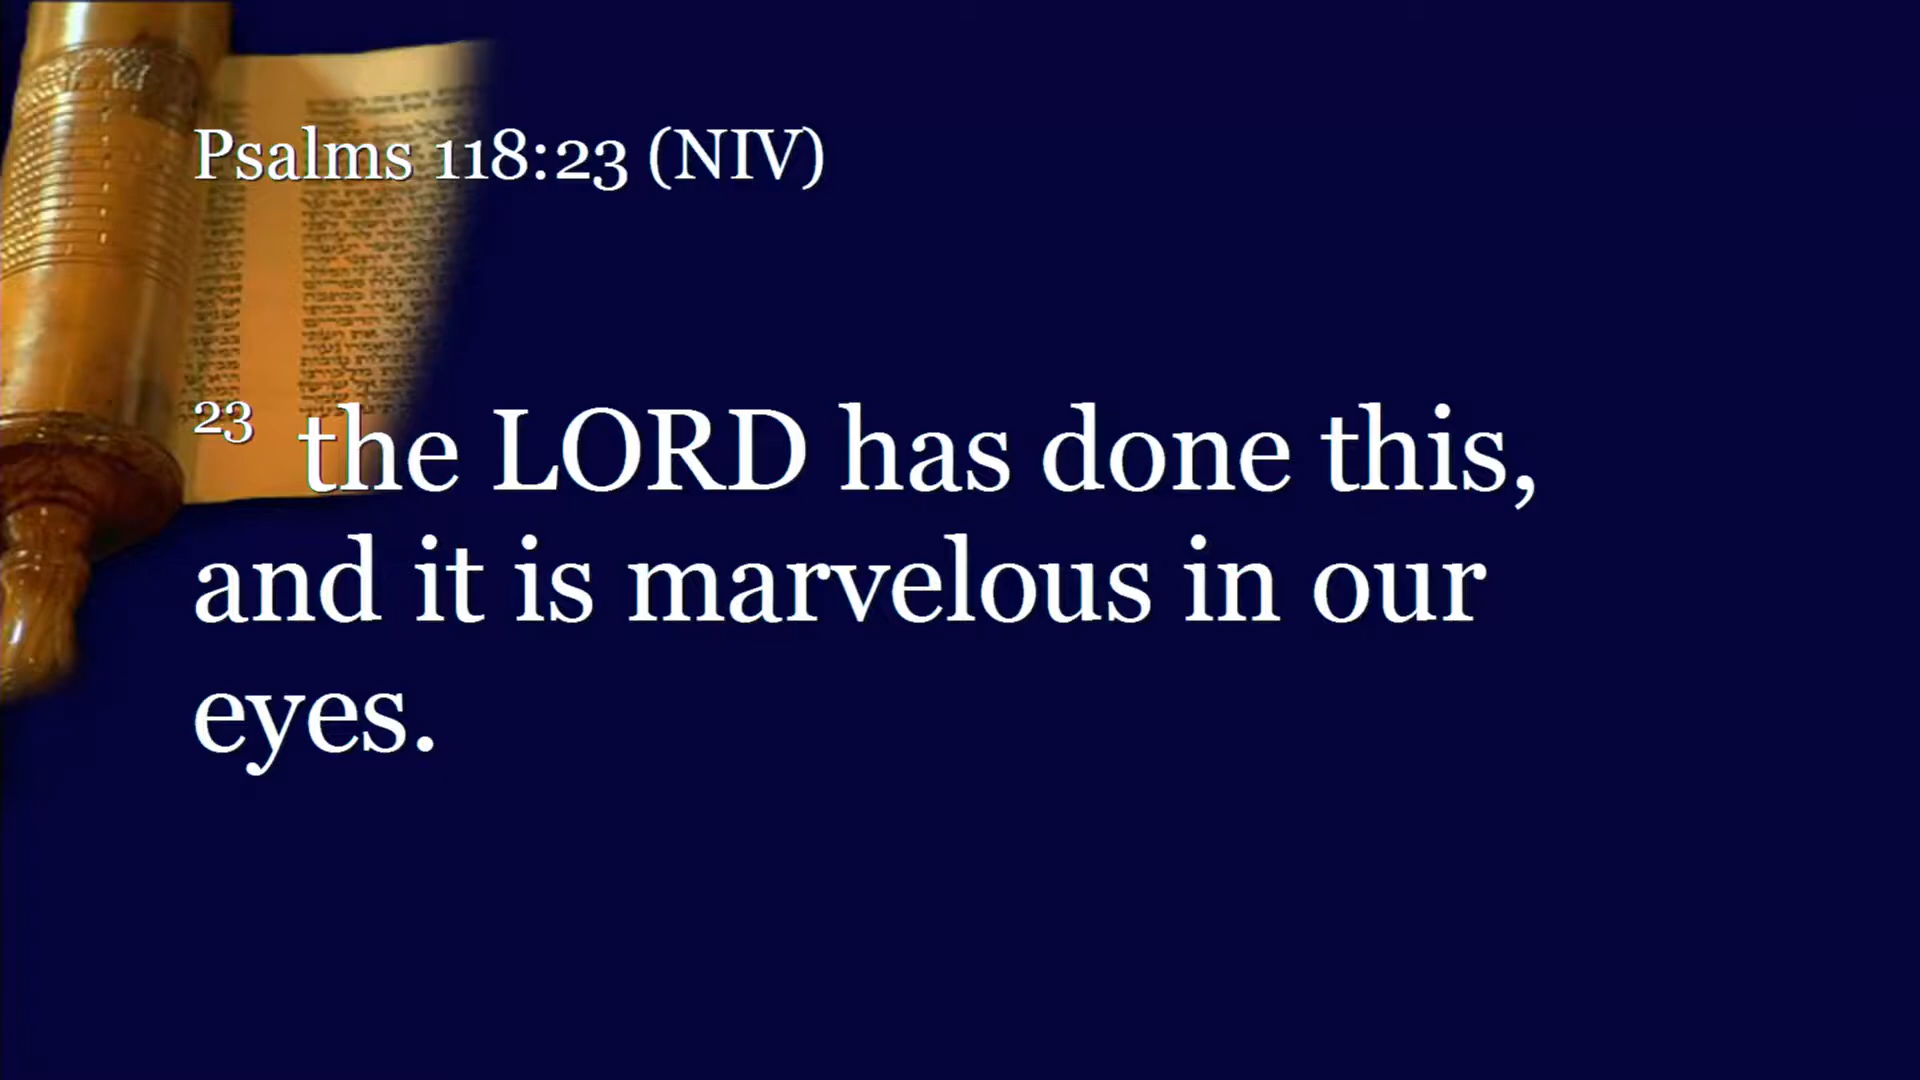 Psalms 118:23 (NIV)
23 the LORD has done this,
and it is marvelous in our
eyes.